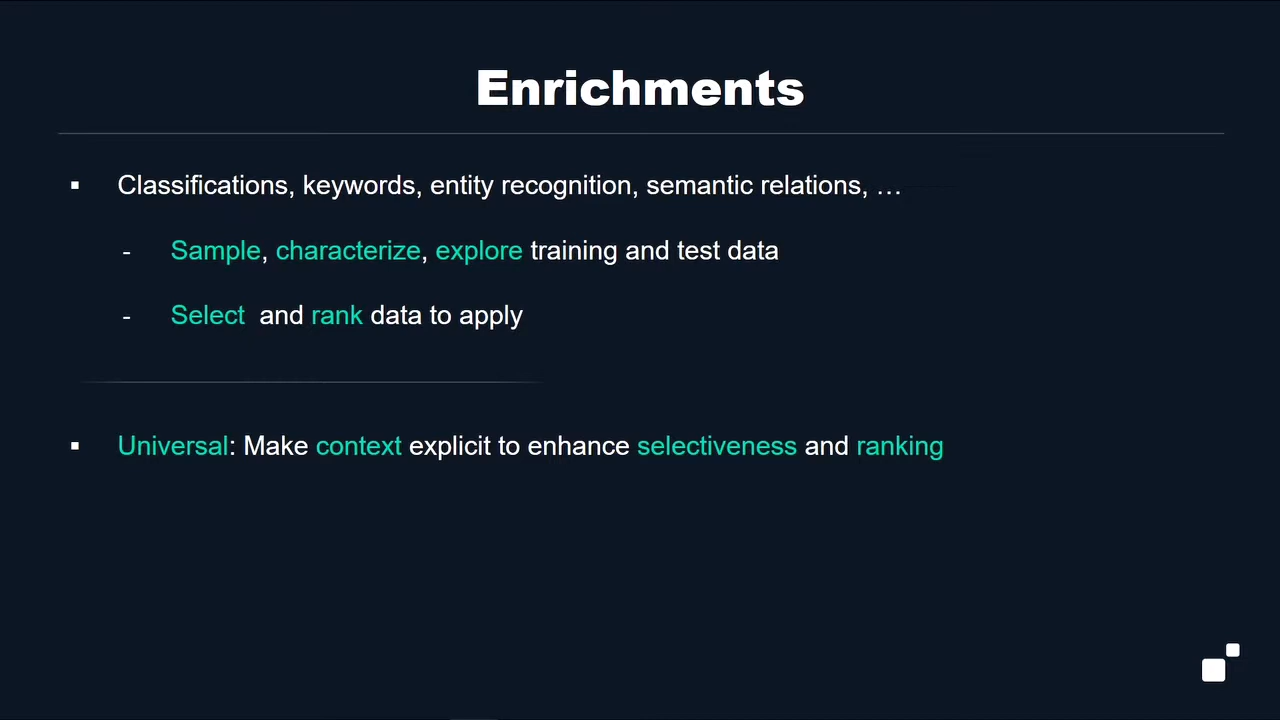 Enrichments
▪ Classifications, keywords, entity recognition, semantic relations, …
- Sample, characterize, explore training and test data
- Select and rank data to apply
▪ Universal: Make context explicit to enhance selectiveness and ranking